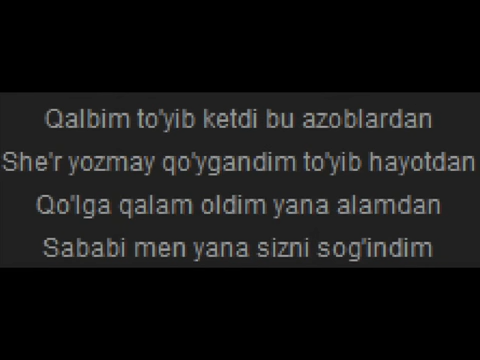 Qalbim to'yib ketdi bu azoblardan
She'r yozmay qo'ygandim to'yib hayotdan
Qo'lga qalam oldim yana alamdan
Sababi men yana sizni sog'indim